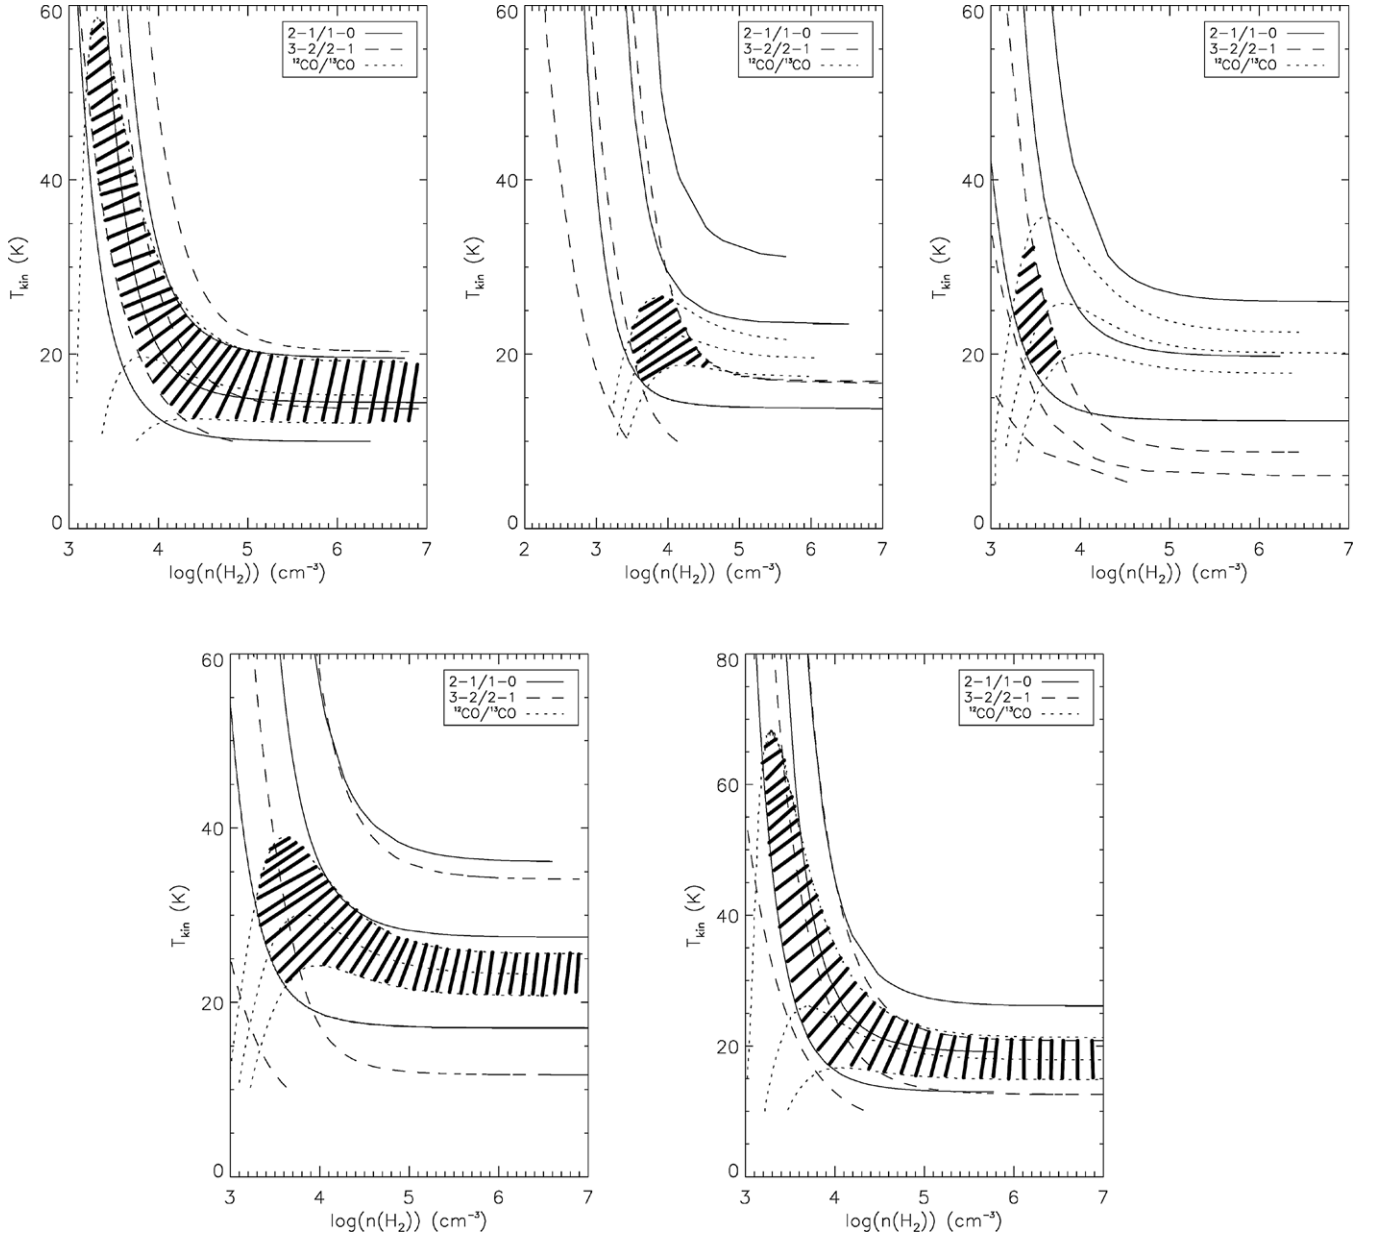 60
40
20
0
T_kin (K)
3 4 5 6 7
log(n(H₂)) (cm⁻³)
2-1/1-0
3-2/2-1
¹²CO/¹³CO
60
40
20
0
T_kin (K)
2 3 4 5 6 7
log(n(H₂)) (cm⁻³)
2-1/1-0
3-2/2-1
¹²CO/¹³CO
60
40
20
0
T_kin (K)
3 4 5 6 7
log(n(H₂)) (cm⁻³)
2-1/1-0
3-2/2-1
¹²CO/¹³CO
60
40
20
0
T_kin (K)
3 4 5 6 7
log(n(H₂)) (cm⁻³)
2-1/1-0
3-2/2-1
¹²CO/¹³CO
80
60
40
20
0
T_kin (K)
3 4 5 6 7
log(n(H₂)) (cm⁻³)
2-1/1-0
3-2/2-1
¹²CO/¹³CO